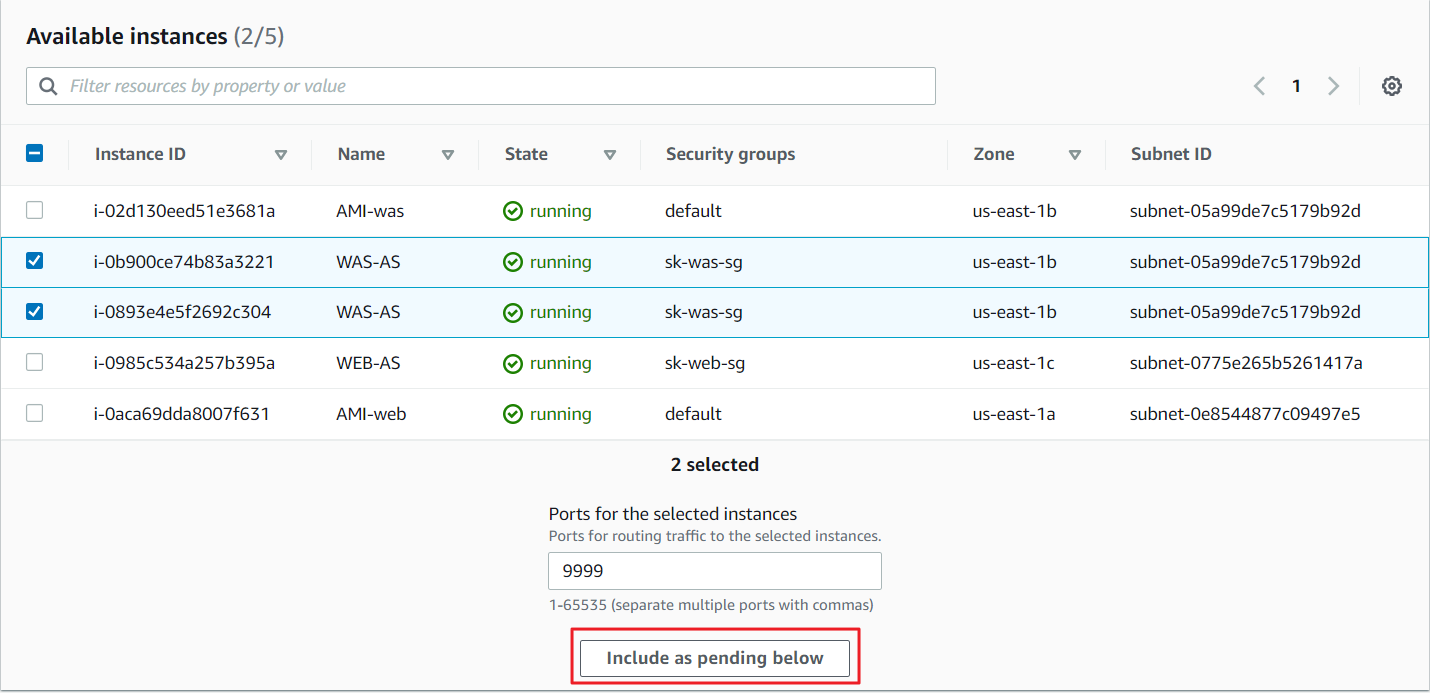 Available instances (2/5)
Filter resources by property or value
1
Instance ID Name State Security groups Zone Subnet ID
i-02d130eed51e3681a AMI-was running default us-east-1b subnet-05a99de7c5179b92d
i-0b900ce74b83a3221 WAS-AS running sk-was-sg us-east-1b subnet-05a99de7c5179b92d
i-0893e4e5f2692c304 WAS-AS running sk-was-sg us-east-1b subnet-05a99de7c5179b92d
i-0985c534a257b395a WEB-AS running sk-web-sg us-east-1c subnet-0775e265b5261417a
i-0aca69dda8007f631 AMI-web running default us-east-1a subnet-0e8544877c09497e5
2 selected
Ports for the selected instances
Ports for routing traffic to the selected instances.
9999
1-65535 (separate multiple ports with commas)
Include as pending below